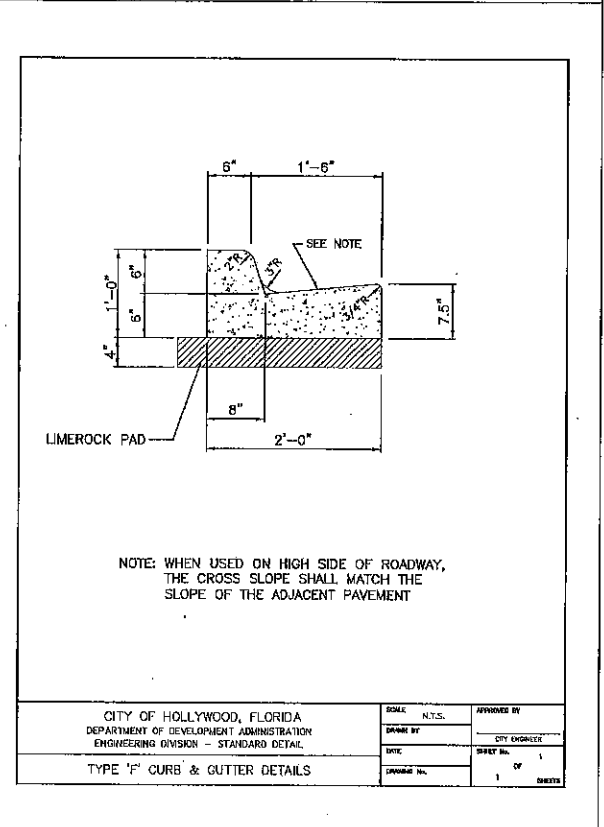 6" 1'-6"
SEE NOTE
2"R
3"R
3/4"R
1'-0"
6"
6"
4"
7.5"
8"
LIMEROCK PAD
2'-0"
NOTE: WHEN USED ON HIGH SIDE OF ROADWAY,
THE CROSS SLOPE SHALL MATCH THE
SLOPE OF THE ADJACENT PAVEMENT
CITY OF HOLLYWOOD, FLORIDA
DEPARTMENT OF DEVELOPMENT ADMINISTRATION
ENGINEERING DIVISION - STANDARD DETAIL
TYPE 'F' CURB & GUTTER DETAILS
SCALE N.T.S.
DRAWN BY
DATE
DRAWING No.
APPROVED BY
CITY ENGINEER
SHEET No. 1
OF
1 SHEETS